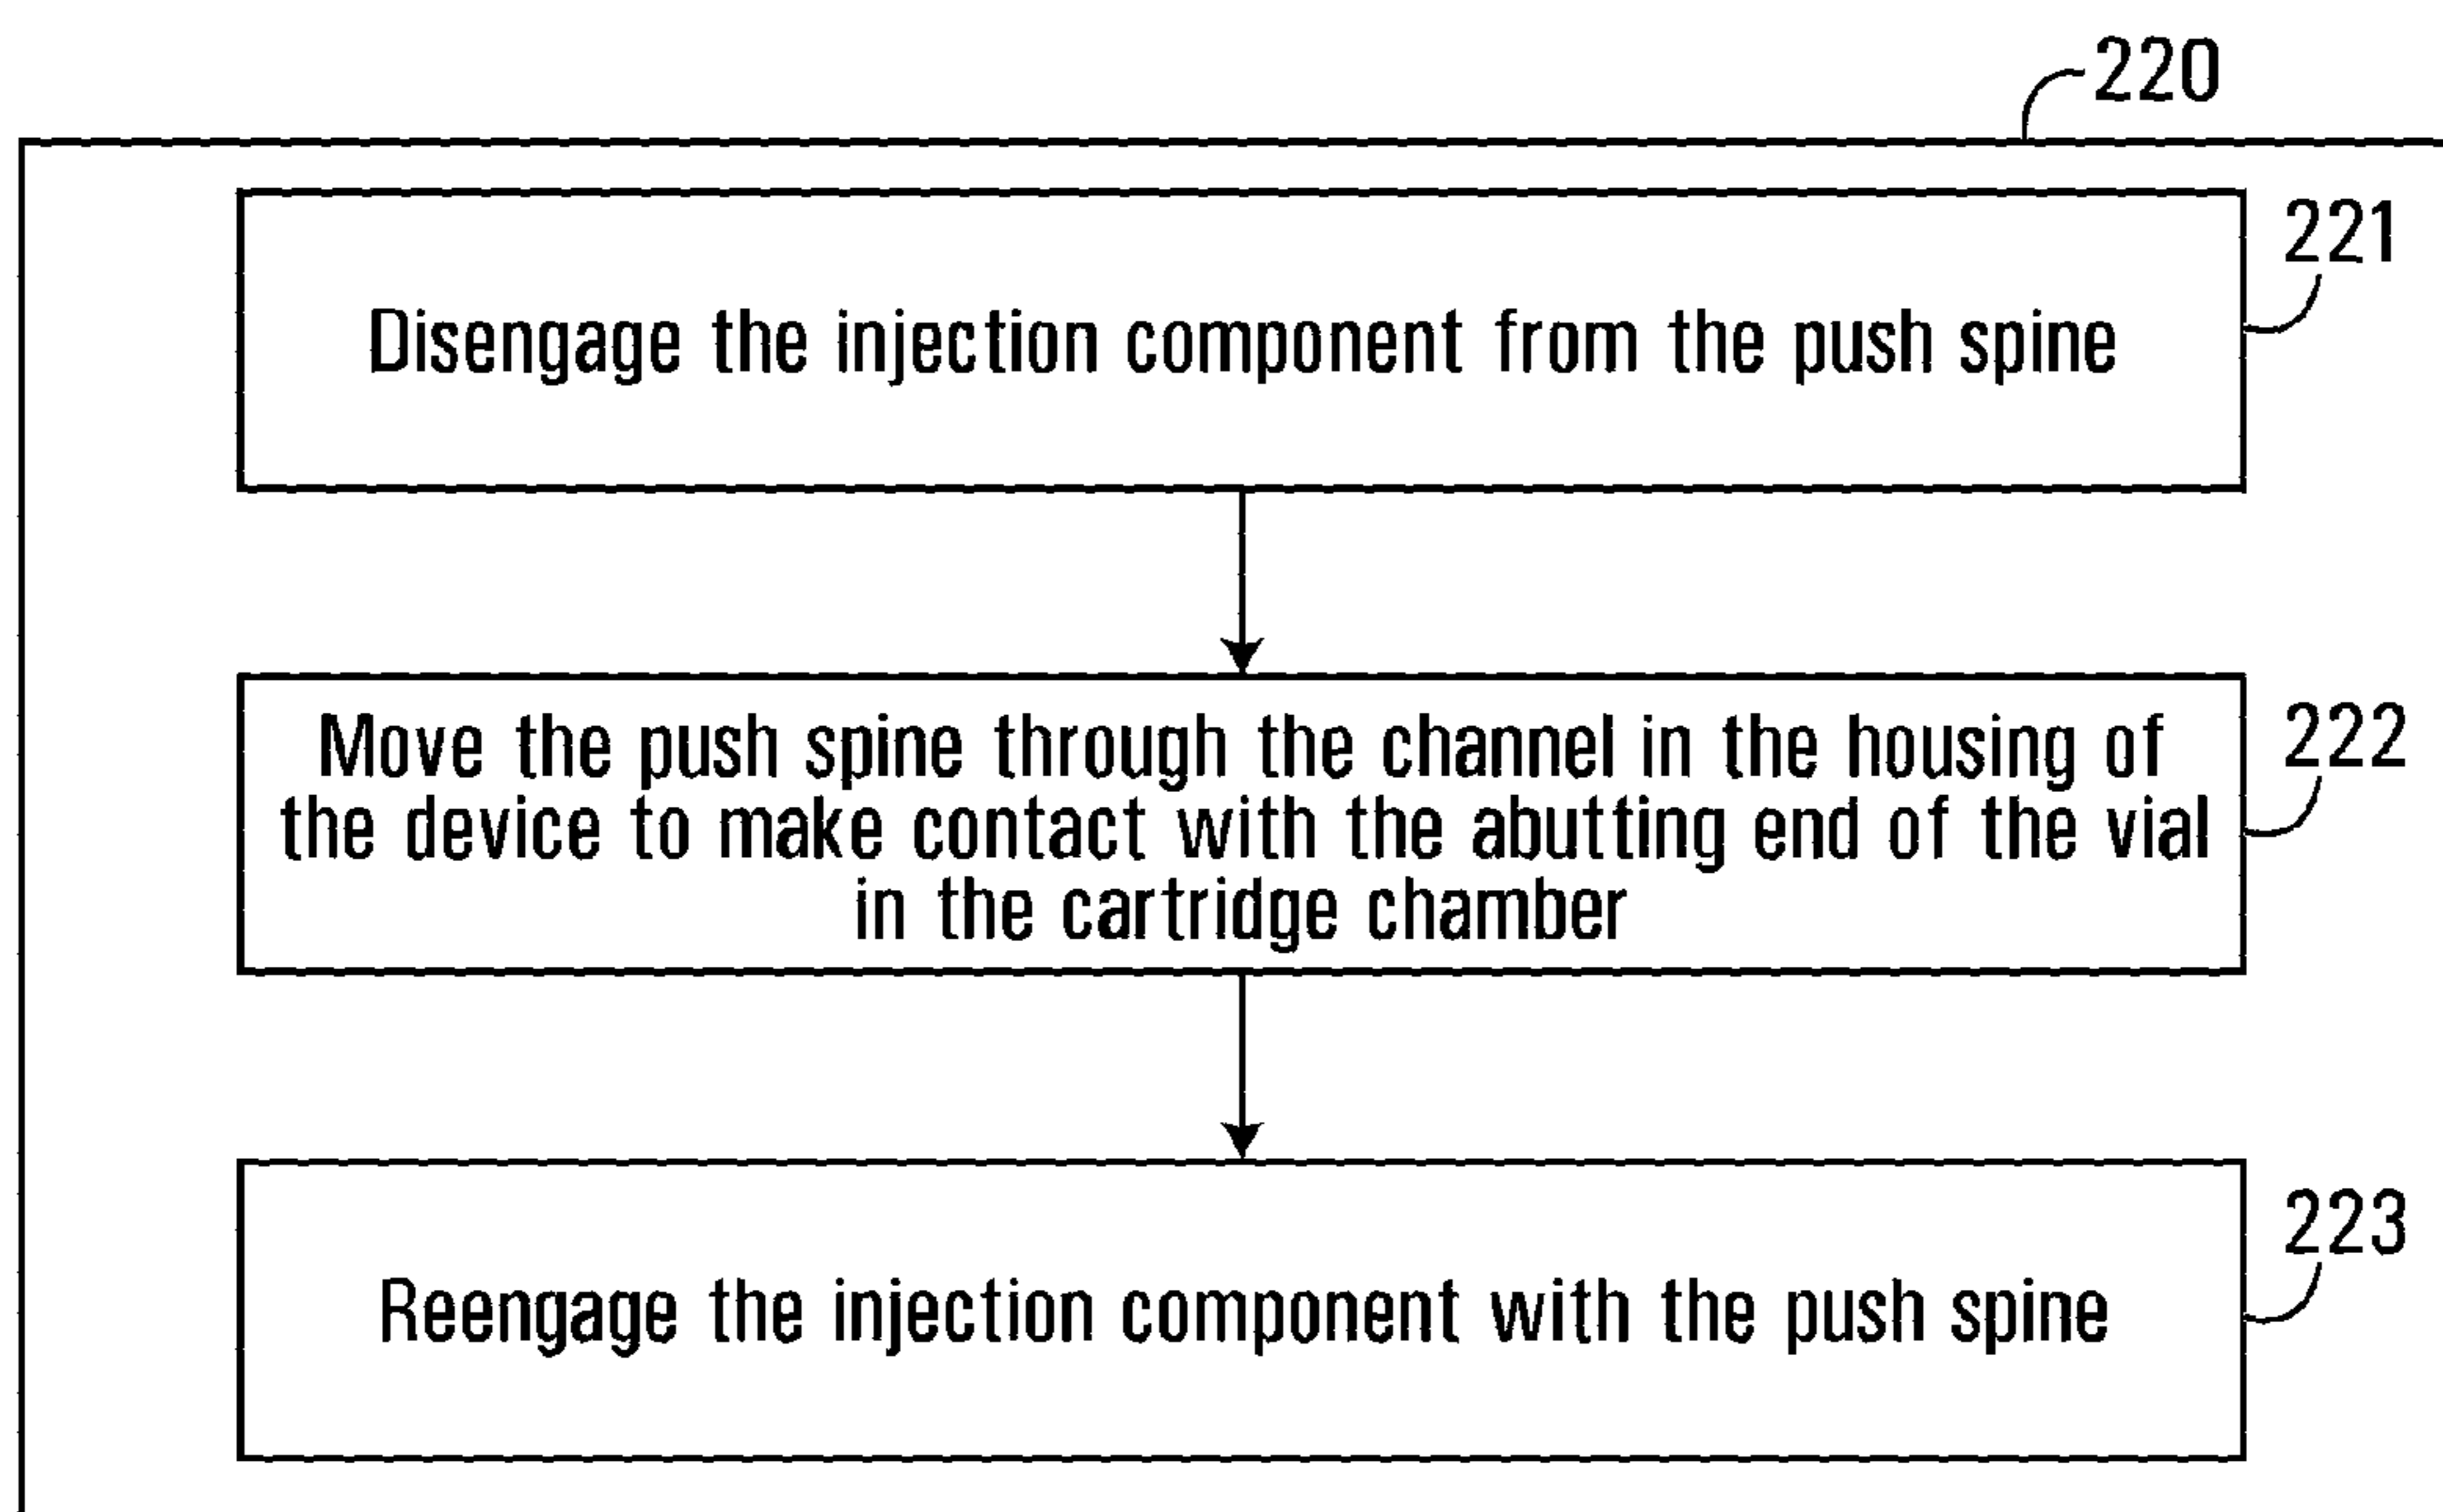 220
221
Disengage the injection component from the push spine
222
Move the push spine through the channel in the housing of
the device to make contact with the abutting end of the vial
in the cartridge chamber
223
Reengage the injection component with the push spine